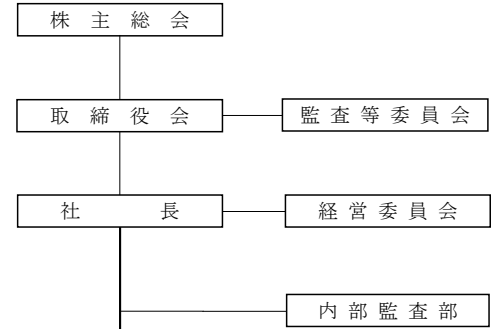 株主総会
取締役会
監査等委員会
社長
経営委員会
内部監査部